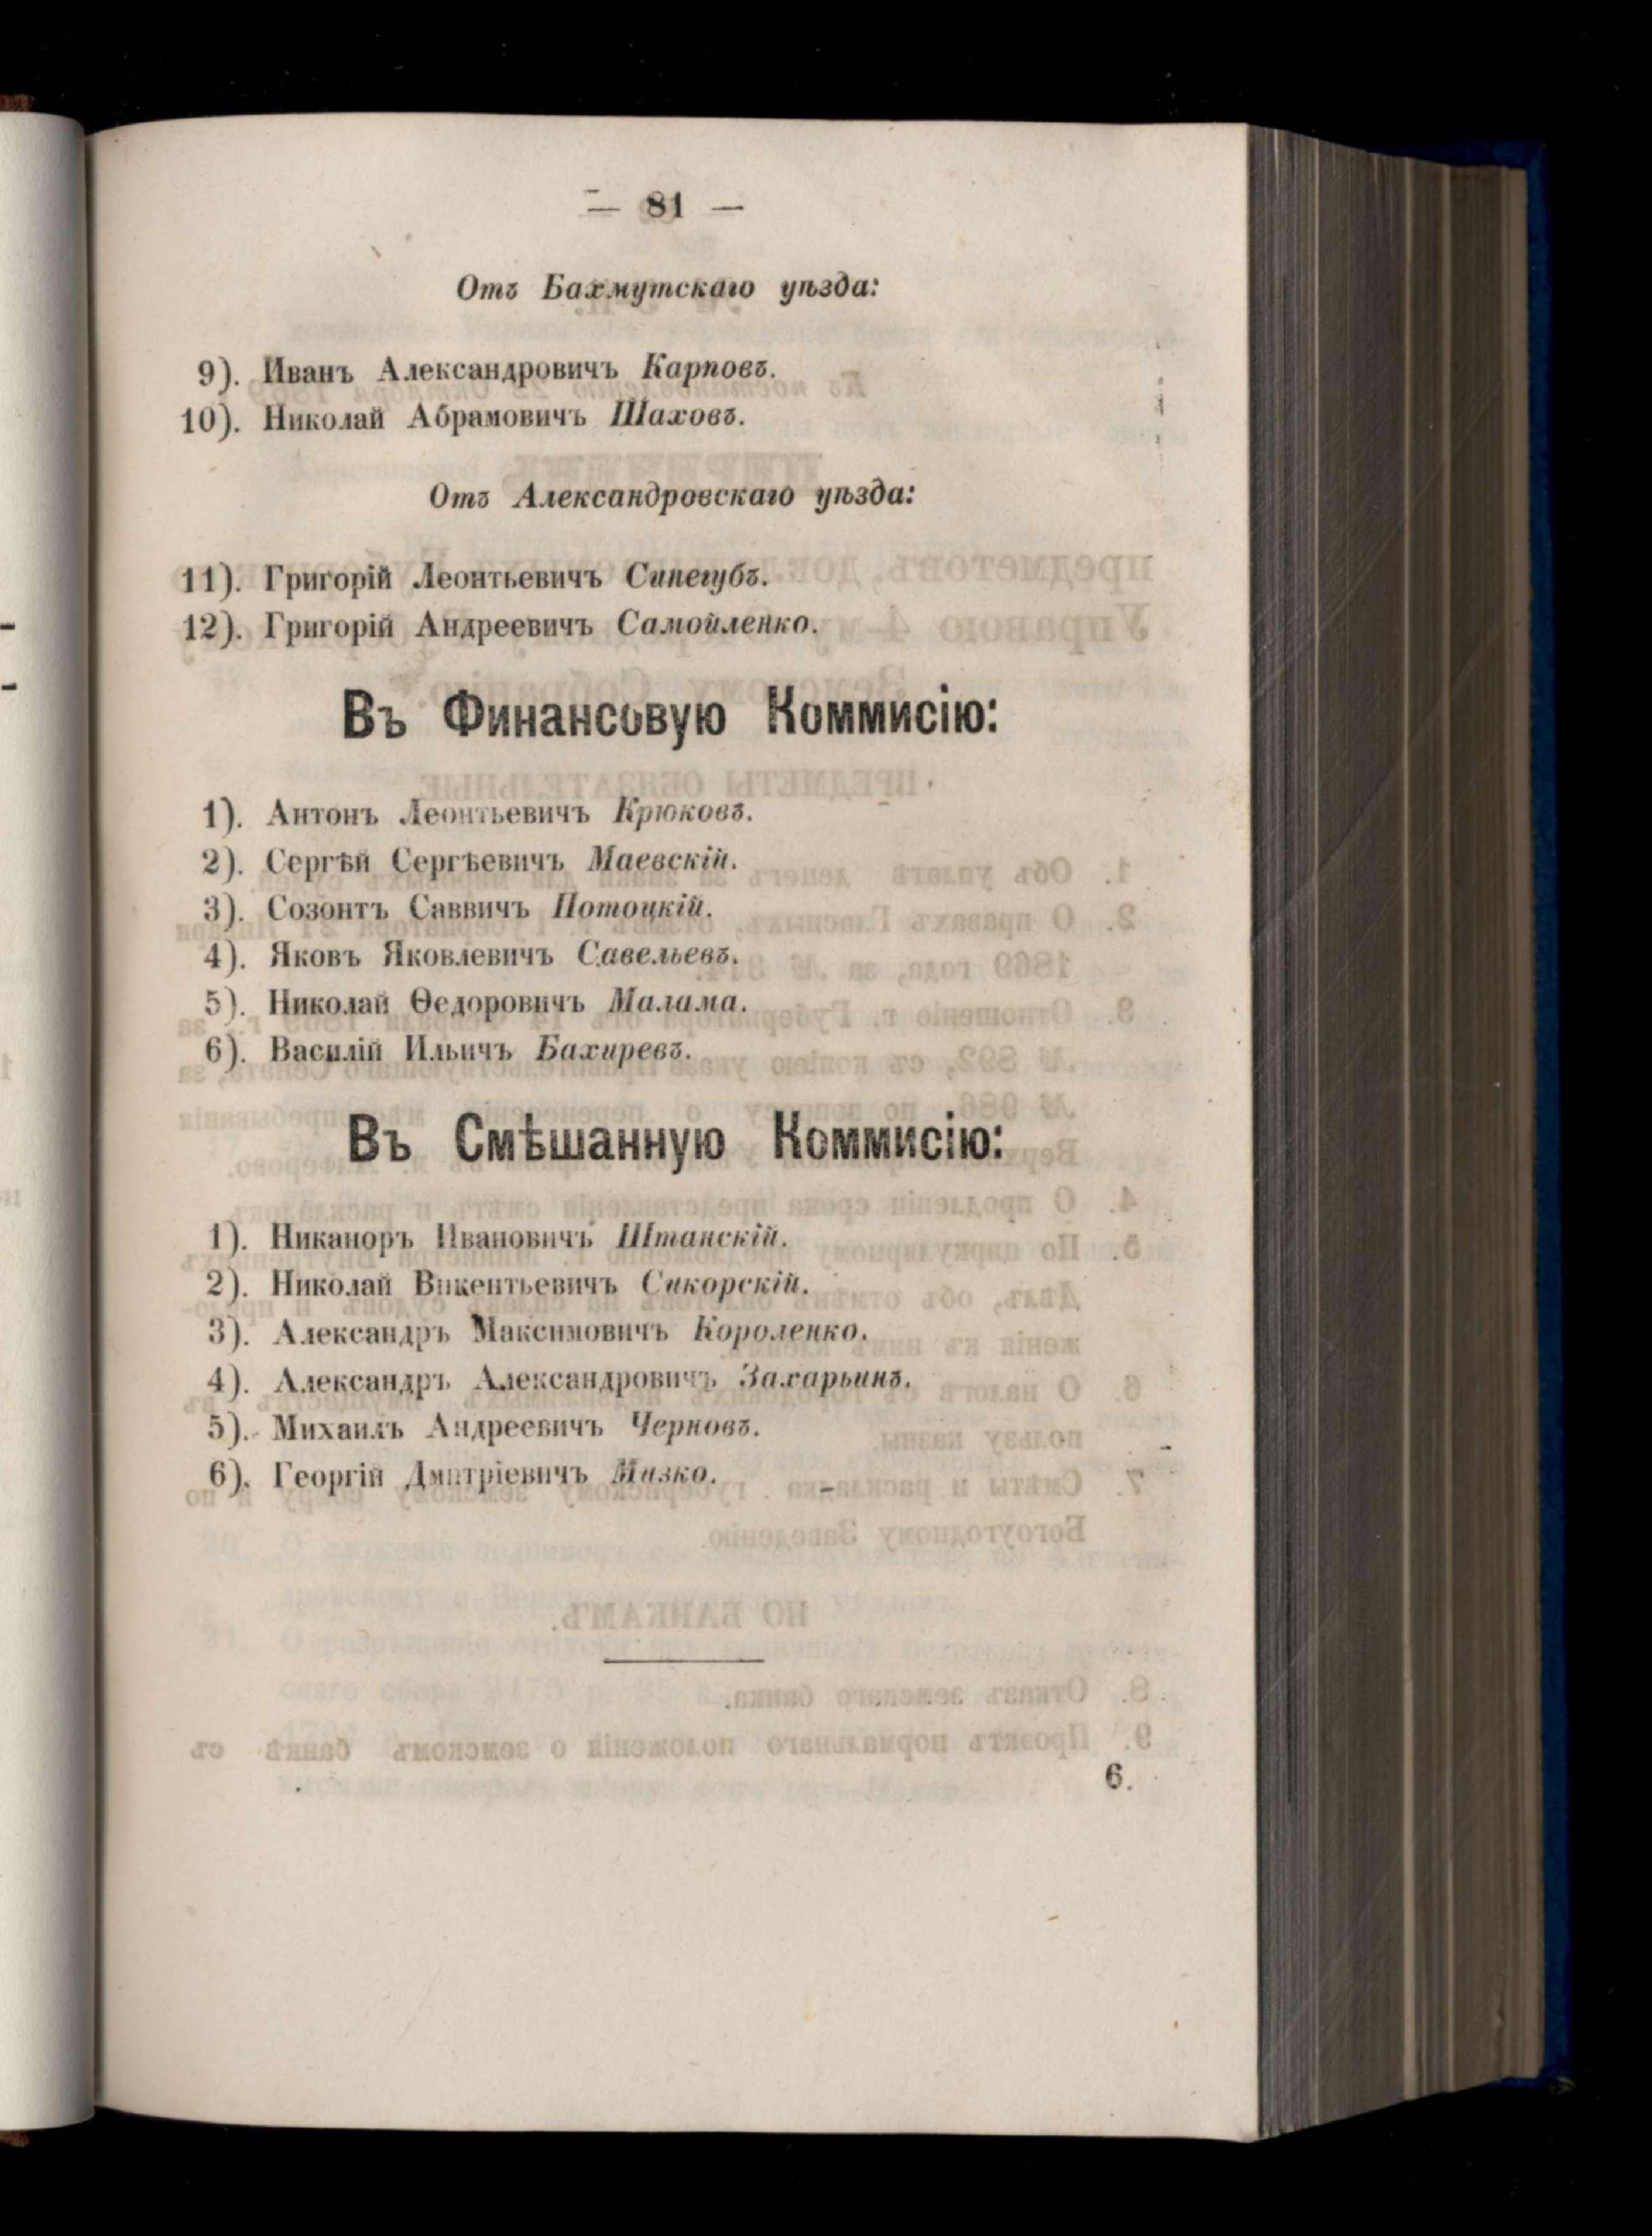 — 81 —
Отъ Бахмутскаго уѣзда:
9). Иванъ Александровичъ Карповъ.
10). Николай Абрамовичъ Шаховъ.
Отъ Александровскаго уѣзда:
11). Григорій Леонтьевичъ Синегубъ.
12). Григорій Андреевичъ Самойленко.
Въ Финансовую Коммисію:
1). Антонъ Леонтьевичъ Крюковъ.
2). Сергѣй Сергѣевичъ Маевскій.
3). Созонтъ Саввичъ Потоцкій.
4). Яковъ Яковлевичъ Савельевъ.
5). Николай Ѳедоровичъ Малама.
6). Василій Ильичъ Бахиревъ.
Въ Смѣшанную Коммисію:
1). Никаноръ Ивановичъ Штанскій.
2). Николай Викентьевичъ Сикорскій.
3). Александръ Максимовичъ Короленко.
4). Александръ Александровичъ Захарьинъ.
5). Михаилъ Андреевичъ Черновъ.
6). Георгій Дмитріевичъ Мизко.
6.